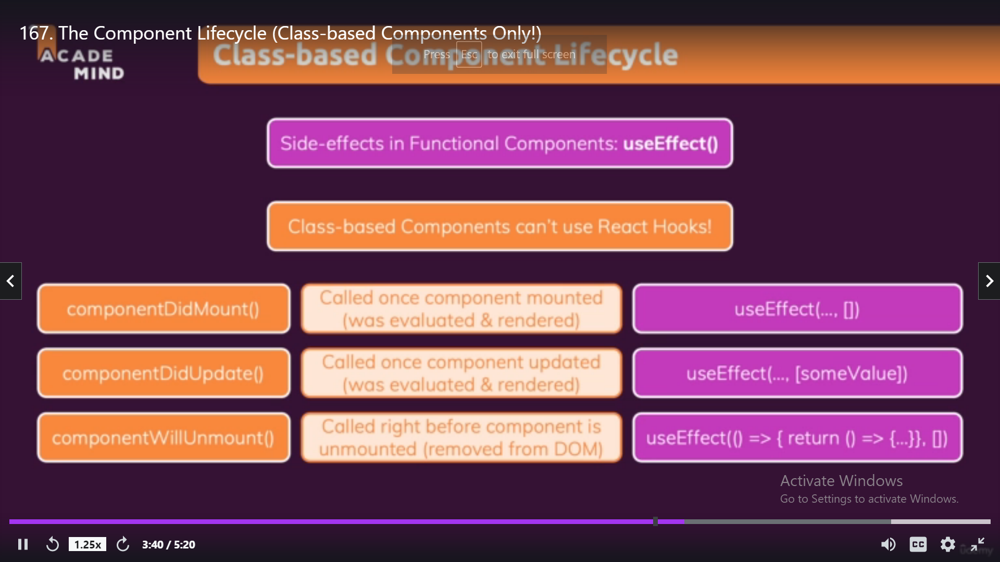 167. The Component Lifecycle (Class-based Components Only!)
ACADE
MIND
Class-based Component Lifecycle
Press Esc to exit full screen
Side-effects in Functional Components: useEffect()
Class-based Components can't use React Hooks!
componentDidMount()
Called once component mounted
(was evaluated & rendered)
useEffect(..., [])
componentDidUpdate()
Called once component updated
(was evaluated & rendered)
useEffect(..., [someValue])
componentWillUnmount()
Called right before component is
unmounted (removed from DOM)
useEffect(() => { return () => {...}}, [])
Activate Windows
Go to Settings to activate Windows.
1.25x
3:40 / 5:20
CC
ûdemy